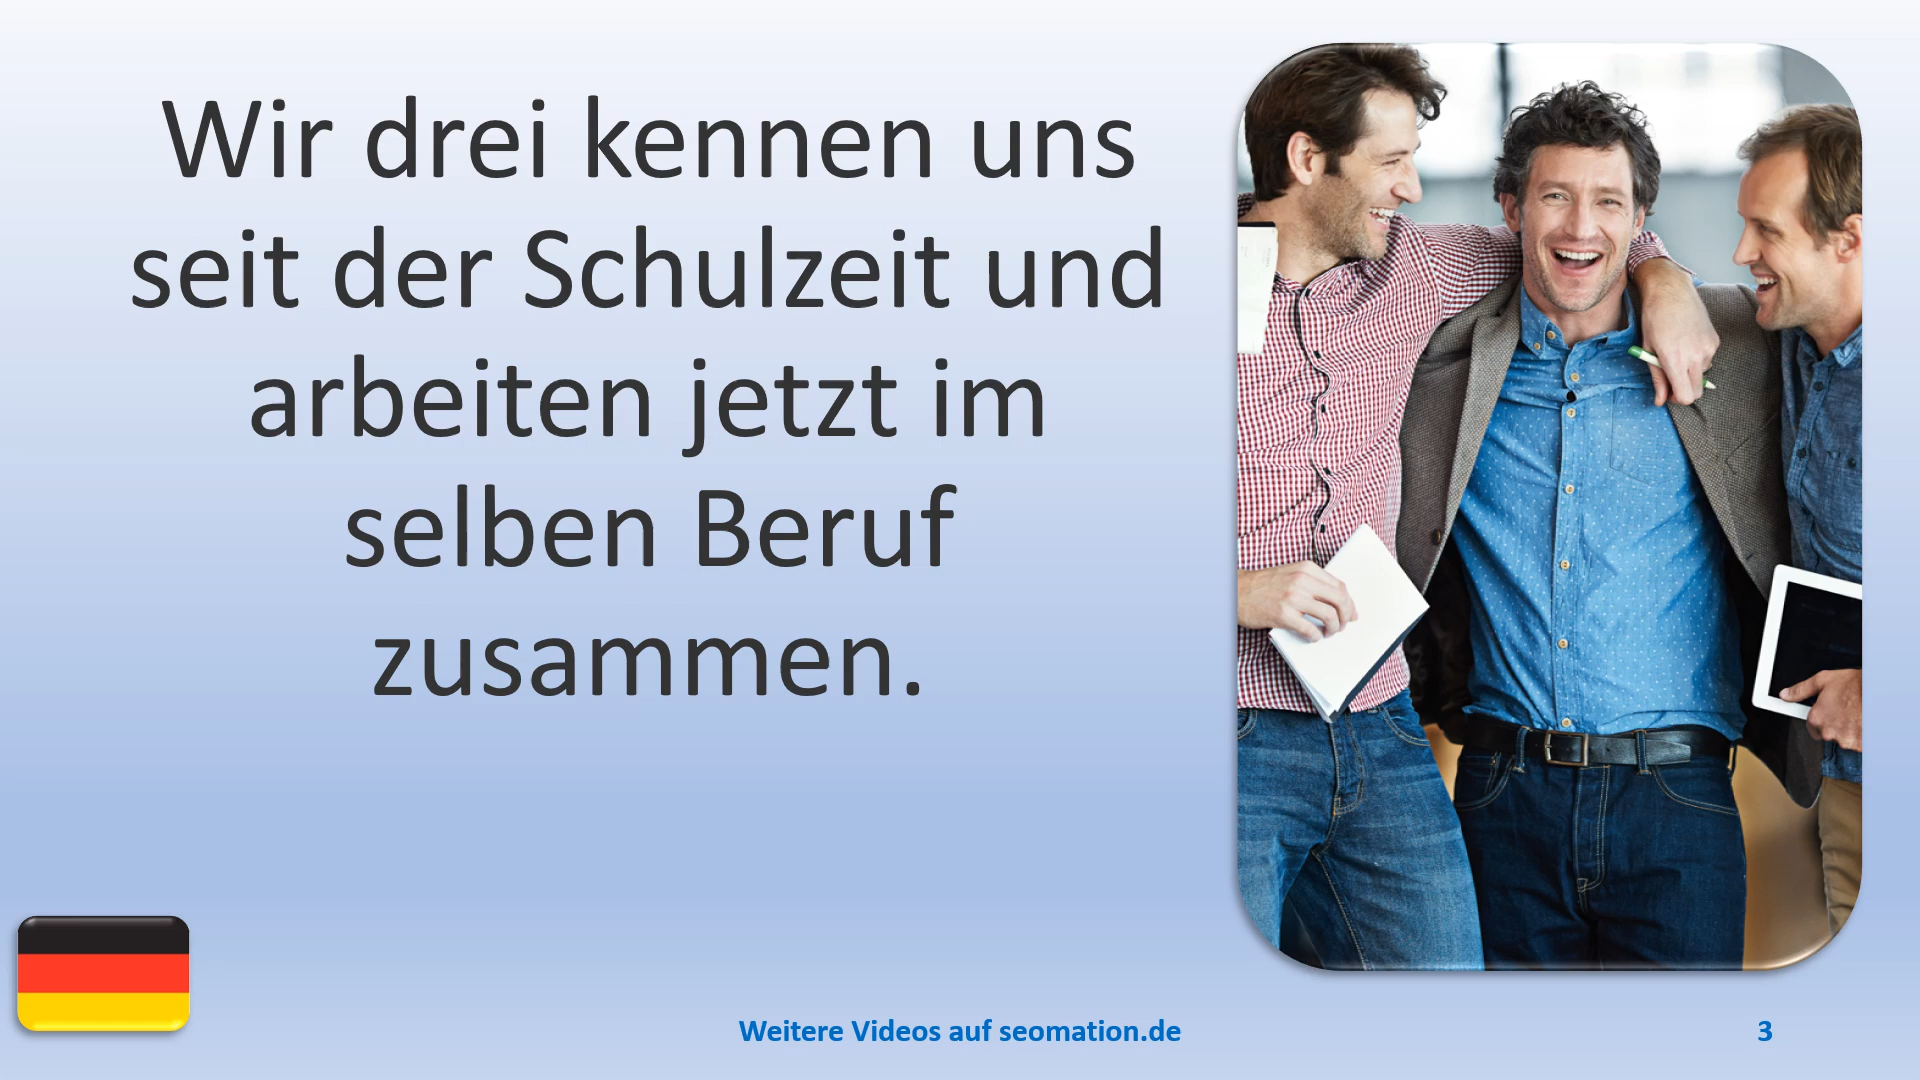 Wir drei kennen uns
seit der Schulzeit und
arbeiten jetzt im
selben Beruf
zusammen.
Weitere Videos auf seomation.de
3